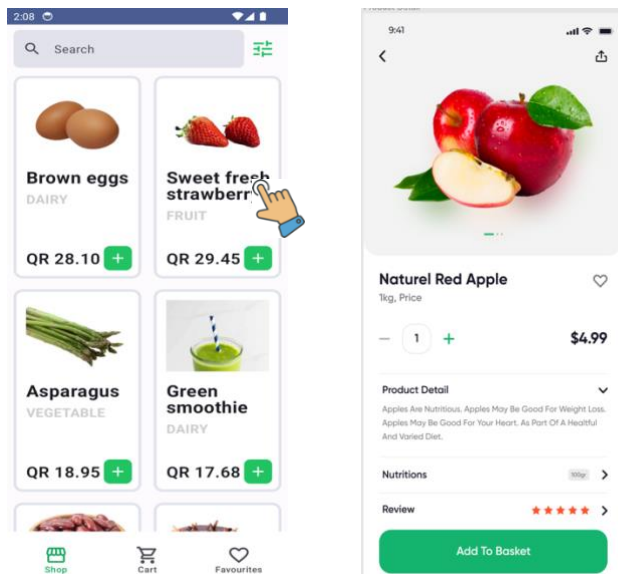 2:08
Search
Brown eggs
DAIRY
QR 28.10 +
Sweet fresh
strawberry
FRUIT
QR 29.45 +
Asparagus
VEGETABLE
QR 18.95 +
Green
smoothie
DAIRY
QR 17.68 +
Shop
Cart
Favourites
Product Detail
9:41
Naturel Red Apple
1kg, Price
− 1 +
$4.99
Product Detail
Apples Are Nutritious. Apples May Be Good For Weight Loss.
Apples May Be Good For Your Heart. As Part Of A Healtful
And Varied Diet.
Nutritions
100gr
Review
Add To Basket